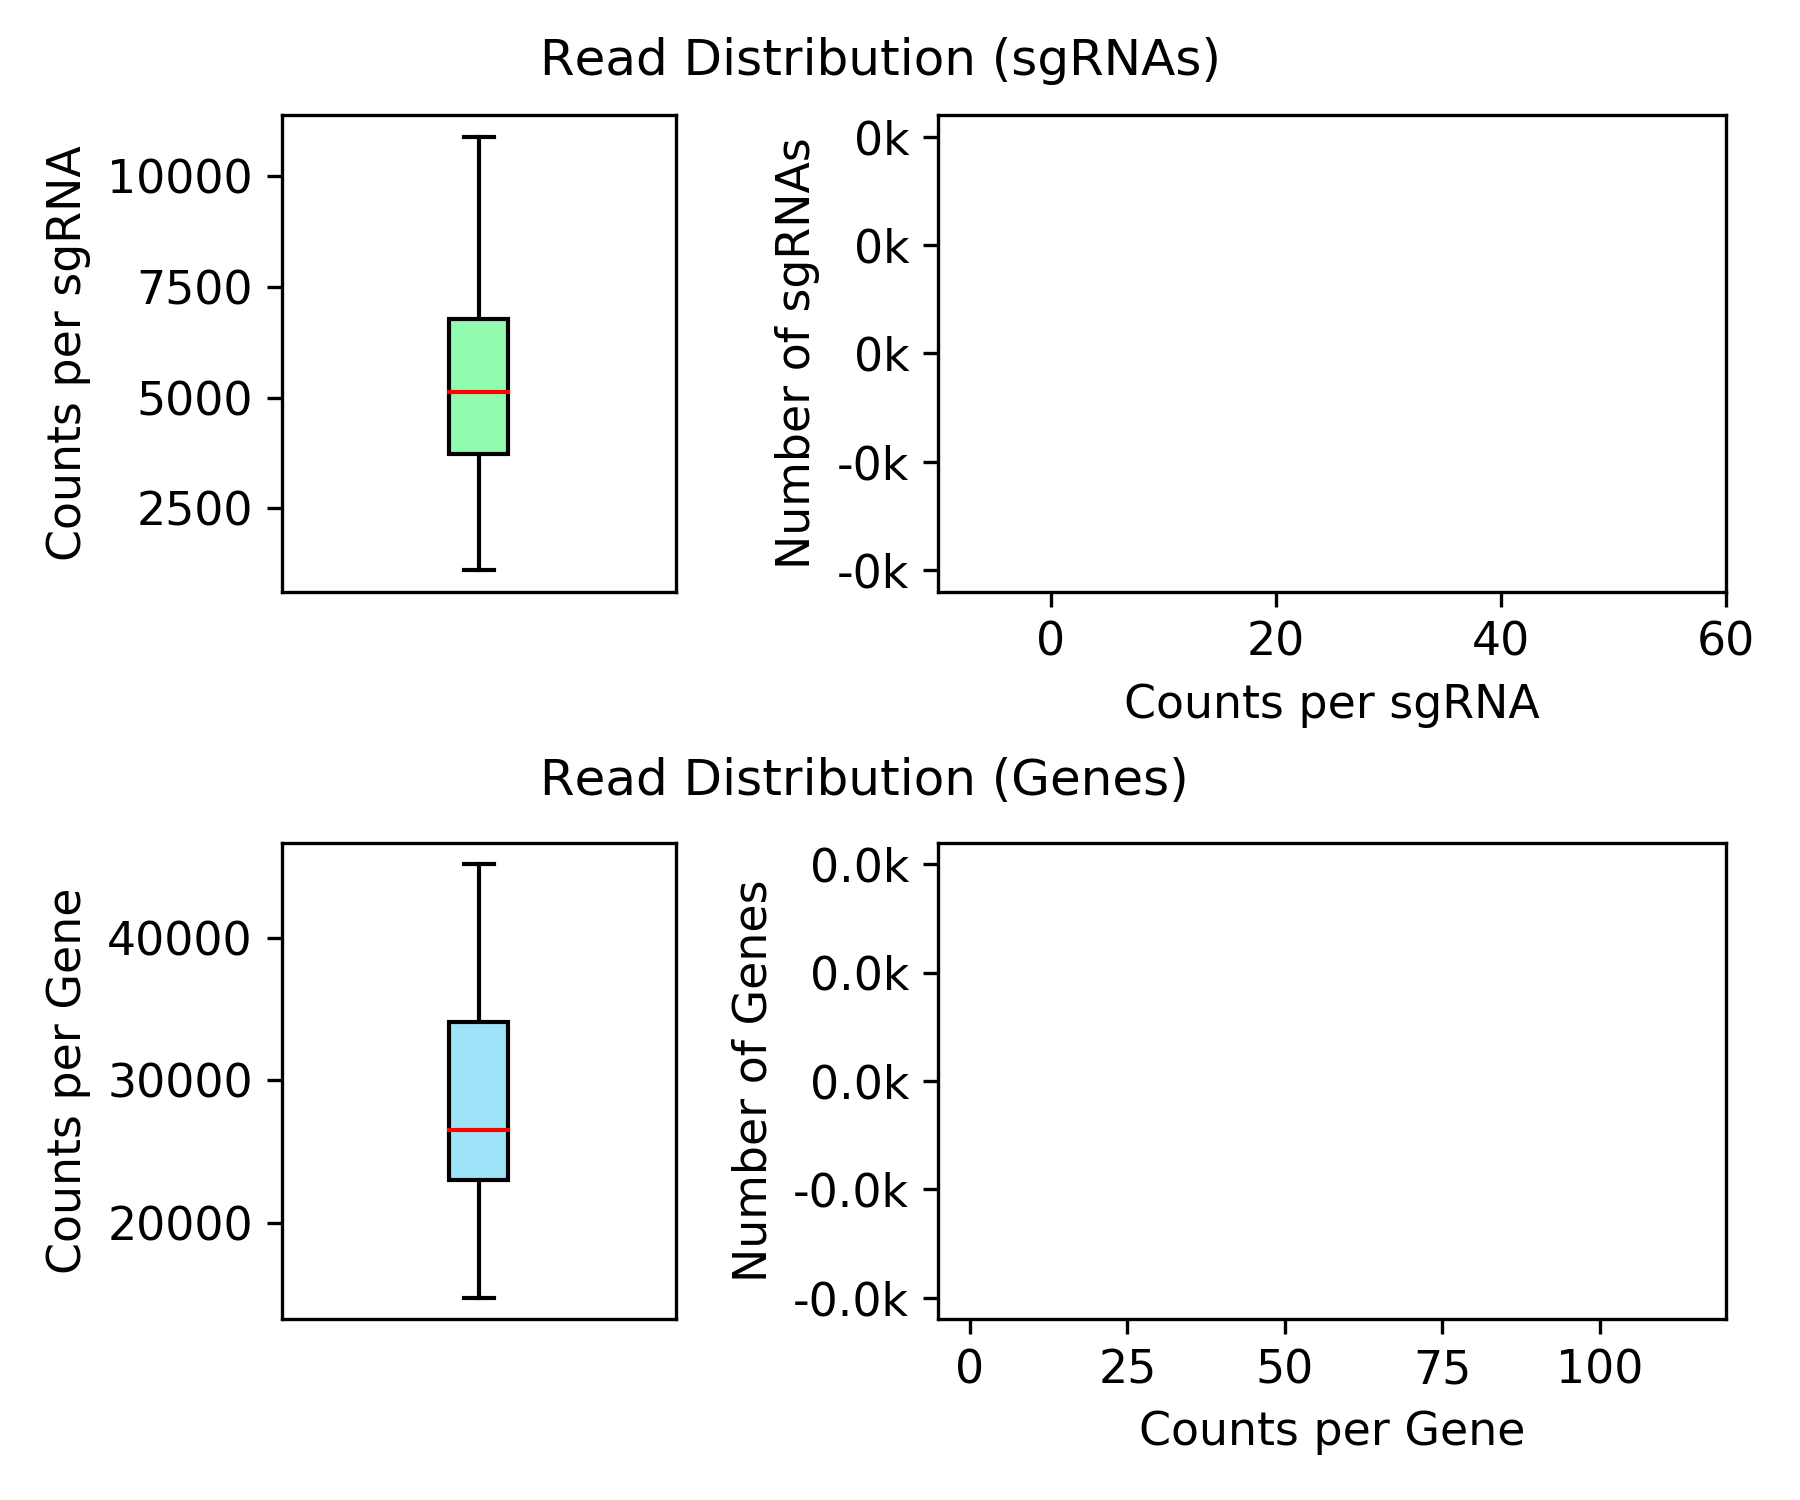 Read Distribution (sgRNAs)
Counts per sgRNA
10000
7500
5000
2500
Number of sgRNAs
0k
0k
0k
-0k
-0k
0
20
40
60
Counts per sgRNA
Read Distribution (Genes)
Counts per Gene
40000
30000
20000
Number of Genes
0.0k
0.0k
0.0k
-0.0k
-0.0k
0
25
50
75
100
Counts per Gene